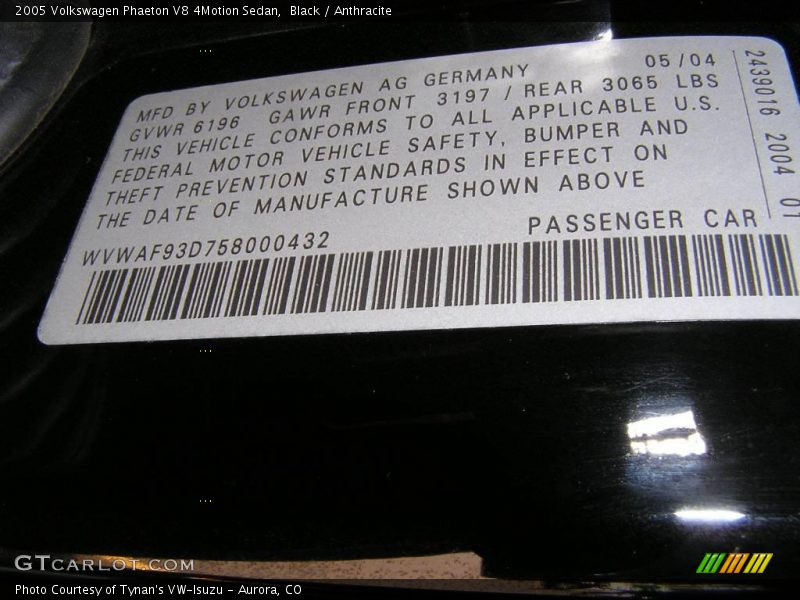 2005 Volkswagen Phaeton V8 4Motion Sedan,  Black / Anthracite
MFD BY VOLKSWAGEN AG GERMANY 05/04
GVWR 6196 GAWR FRONT 3197 / REAR 3065 LBS
THIS VEHICLE CONFORMS TO ALL APPLICABLE U.S.
FEDERAL MOTOR VEHICLE SAFETY, BUMPER AND
THEFT PREVENTION STANDARDS IN EFFECT ON
THE DATE OF MANUFACTURE SHOWN ABOVE
WVWAF93D758000432 PASSENGER CAR
2439016 2004 01
GTCARLOT.COM
Photo Courtesy of Tynan's VW-Isuzu - Aurora, CO